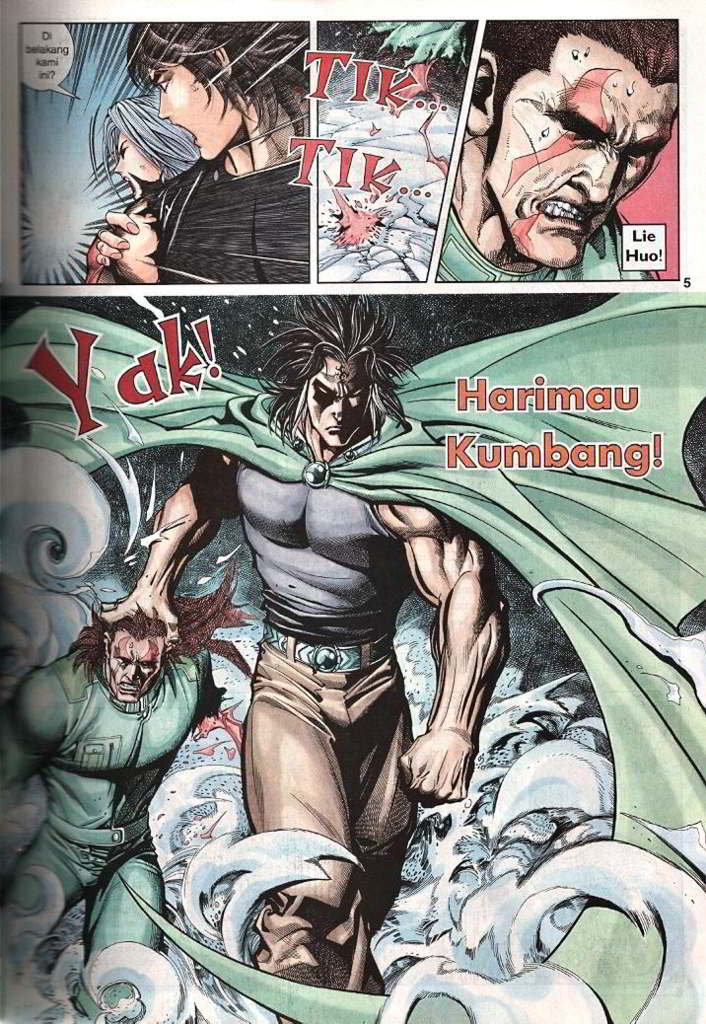 Di
belakang
kami
ini?
TIK...
TIK...
Lie
Huo!
5
Yak!
Harimau
Kumbang!